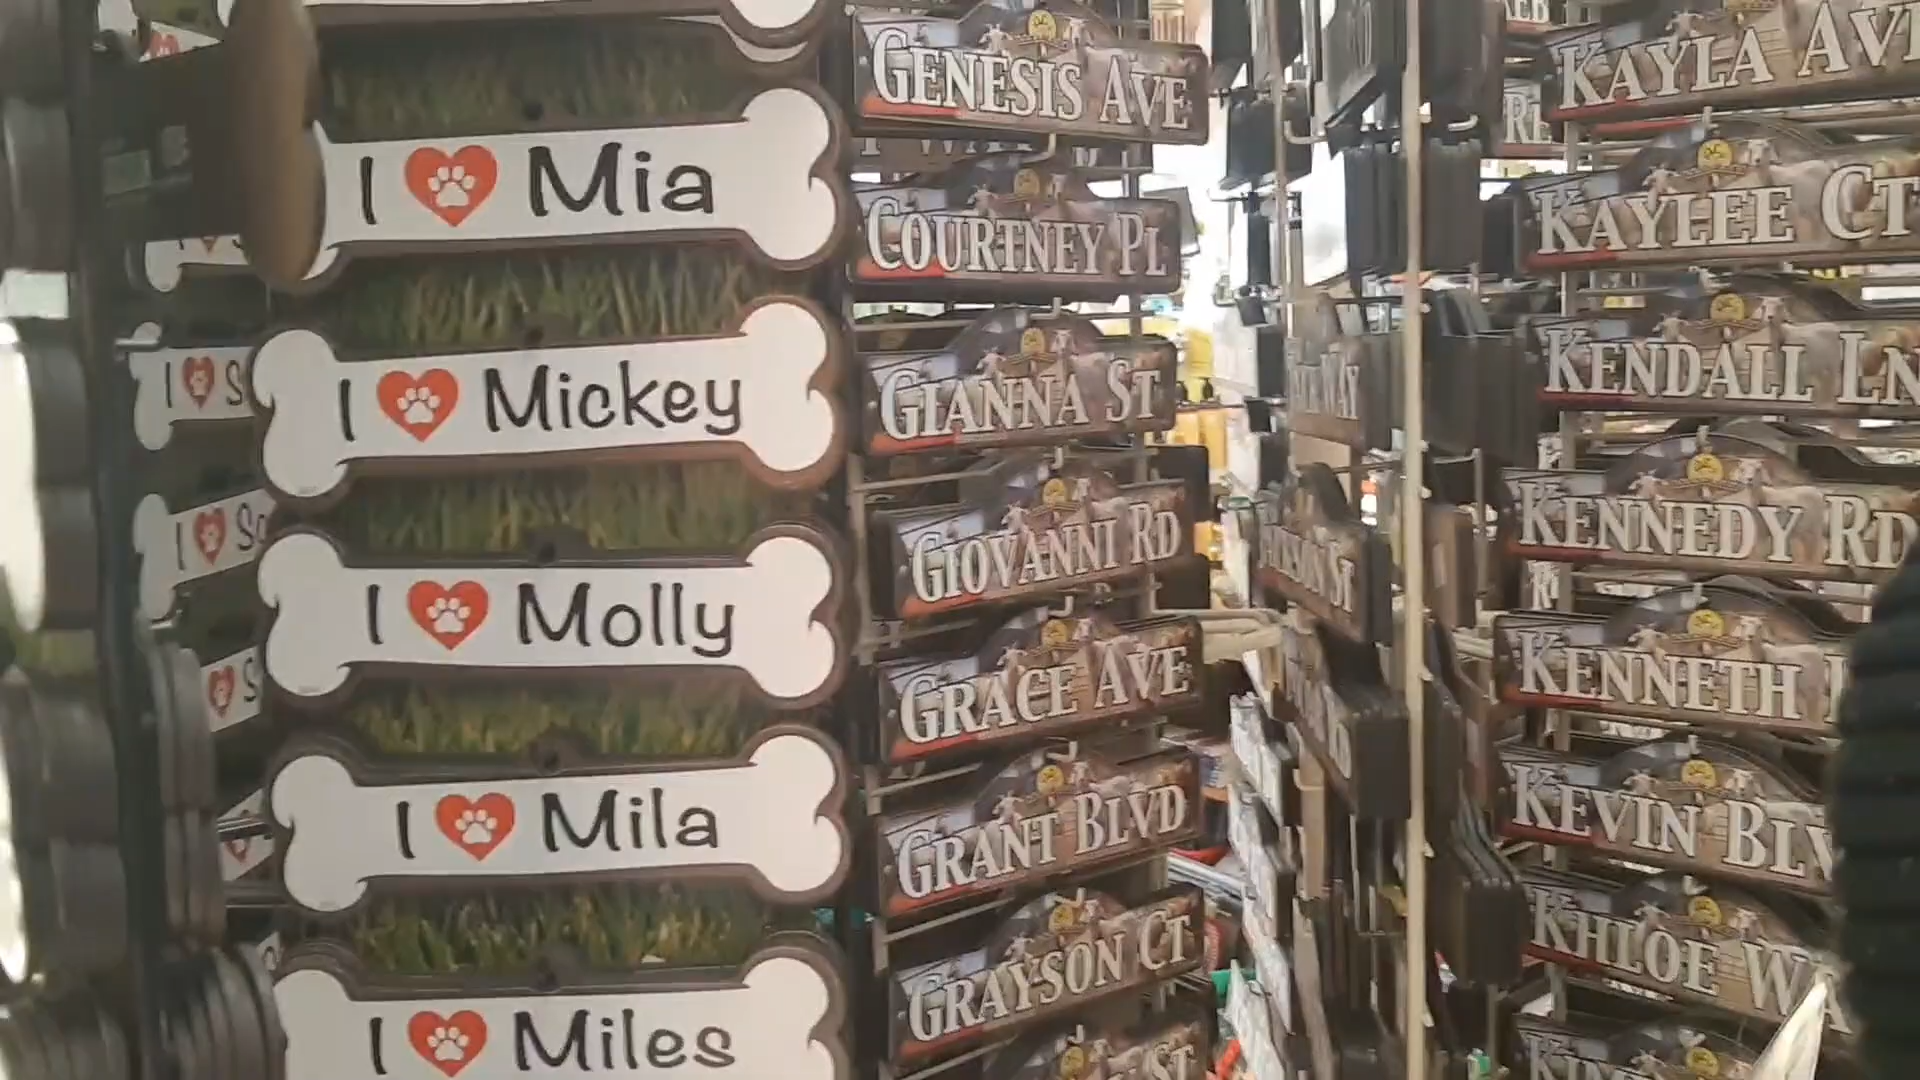 I Mia
I Mickey
I Molly
I Mila
I Miles
GENESIS AVE
COURTNEY PL
GIANNA ST
GIOVANNI RD
GRACE AVE
GRANT BLVD
GRAYSON CT
ST
KAYLA AVE
KAYLEE CT
KENDALL LN
KENNEDY RD
KENNETH
KEVIN BLV
KHLOE WA